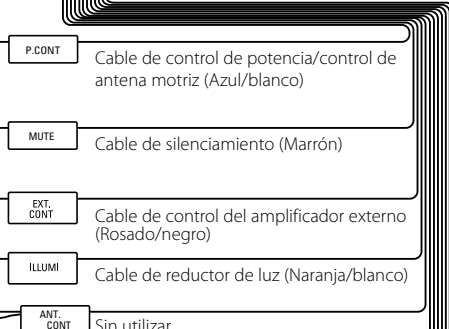 P.CONT
Cable de control de potencia/control de
antena motriz (Azul/blanco)
MUTE
Cable de silenciamiento (Marrón)
EXT.
CONT
Cable de control del amplificador externo
(Rosado/negro)
ILLUMI
Cable de reductor de luz (Naranja/blanco)
ANT.
CONT
Sin utilizar